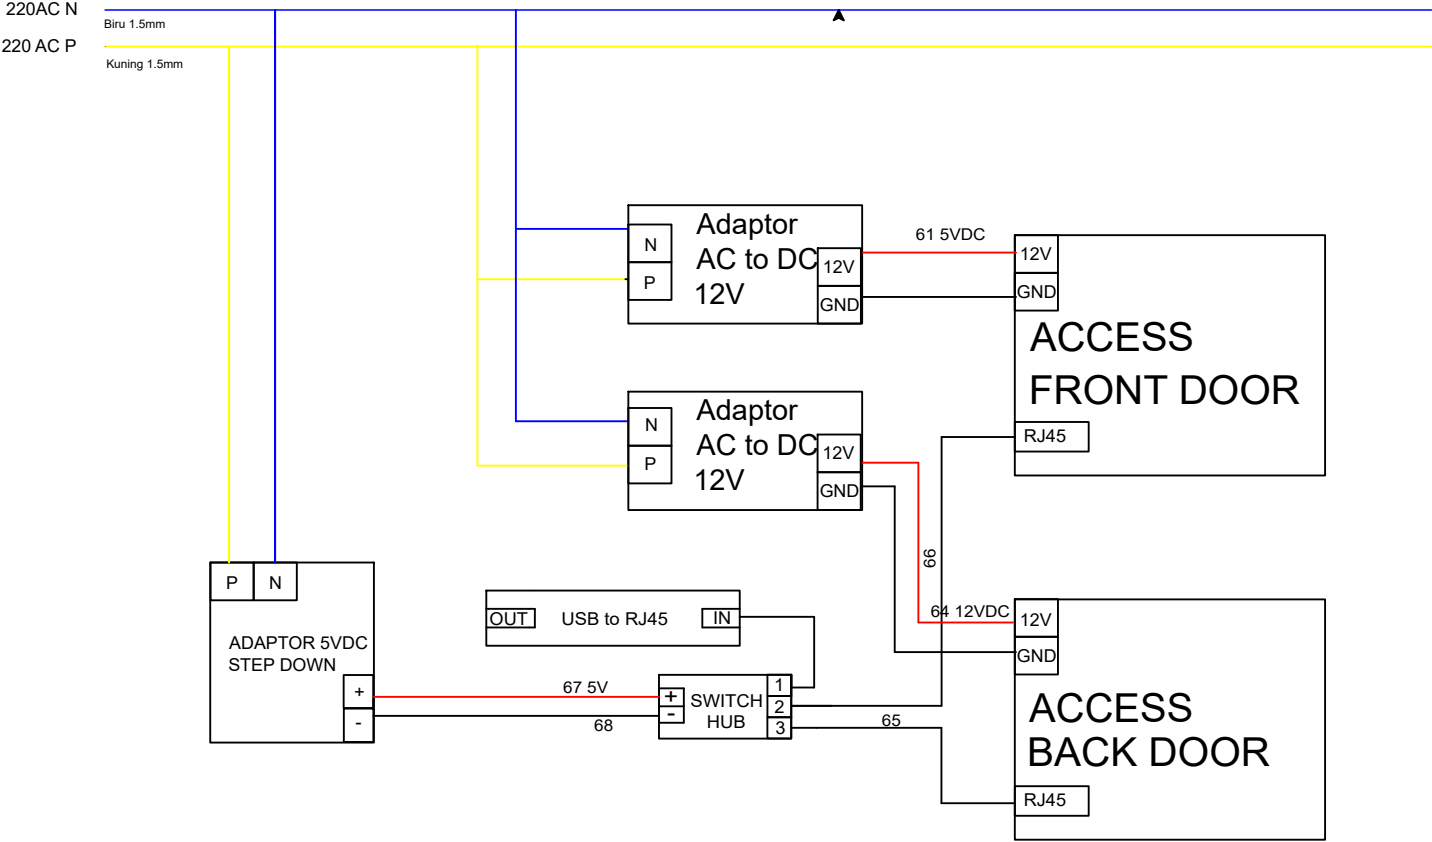 220AC N
Biru 1.5mm
220 AC P
Kuning 1.5mm
N
P
Adaptor
AC to DC
12V
12V
GND
61 5VDC
12V
GND
ACCESS
FRONT DOOR
RJ45
N
P
Adaptor
AC to DC
12V
12V
GND
66
64 12VDC
12V
GND
ACCESS
BACK DOOR
RJ45
P
N
ADAPTOR 5VDC
STEP DOWN
+
-
OUT
USB to RJ45
IN
67 5V
68
+
-
SWITCH
HUB
1
2
3
65